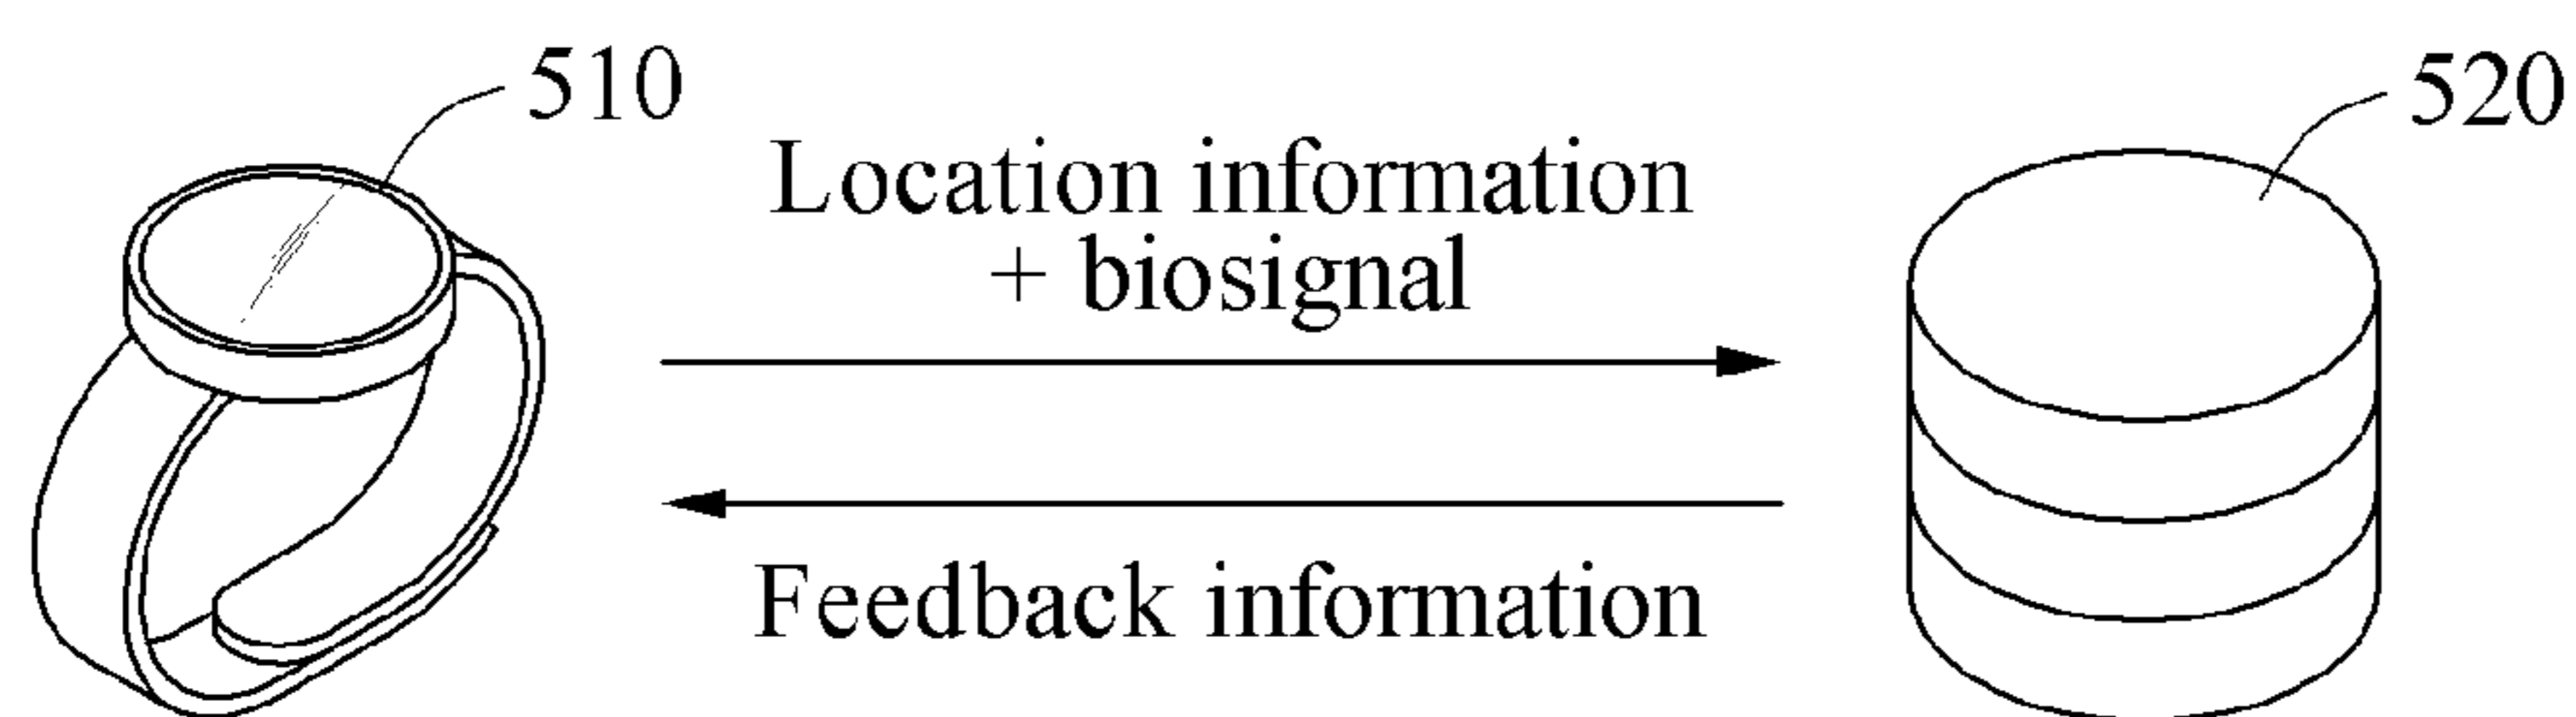 510
520
Location information
+ biosignal
Feedback information